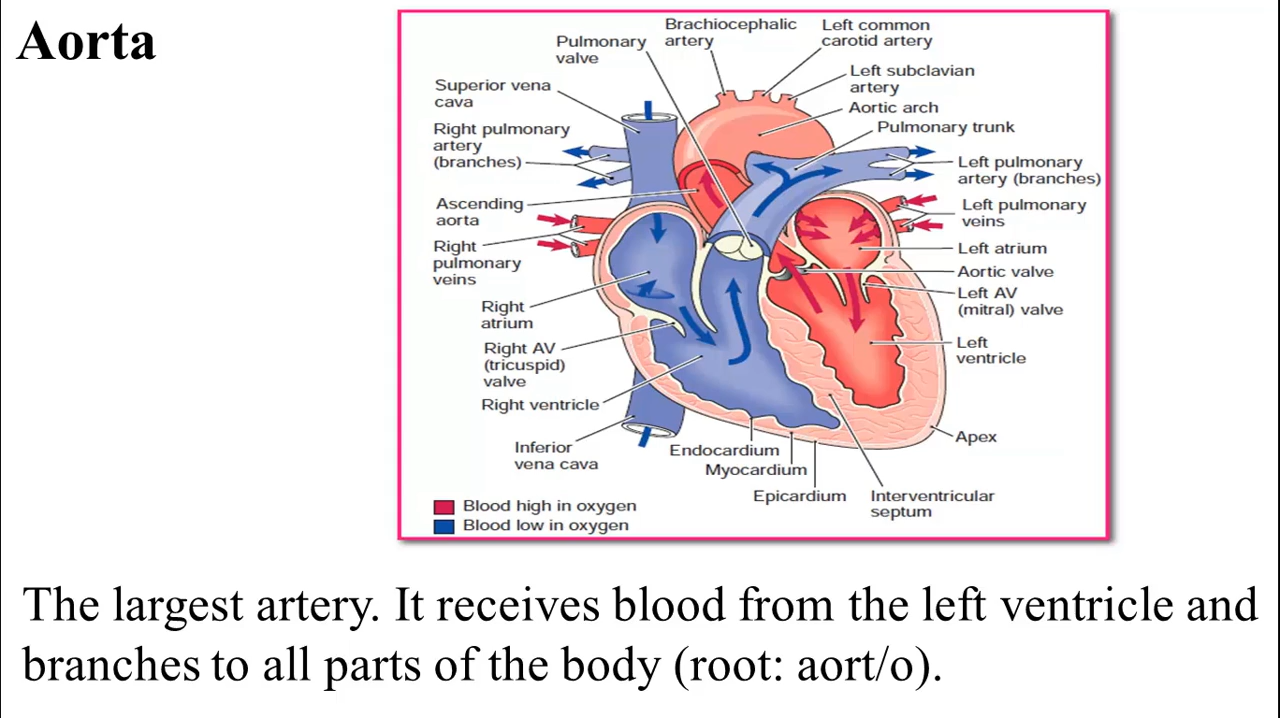 Aorta
Brachiocephalic
artery
Left common
carotid artery
Pulmonary
valve
Left subclavian
artery
Superior vena
cava
Aortic arch
Right pulmonary
artery
(branches)
Pulmonary trunk
Left pulmonary
artery (branches)
Ascending
aorta
Left pulmonary
veins
Right
pulmonary
veins
Left atrium
Aortic valve
Left AV
(mitral) valve
Right
atrium
Right AV
(tricuspid)
valve
Left
ventricle
Right ventricle
Inferior
vena cava
Endocardium
Myocardium
Epicardium
Interventricular
septum
Apex
Blood high in oxygen
Blood low in oxygen
The largest artery. It receives blood from the left ventricle and
branches to all parts of the body (root: aort/o).